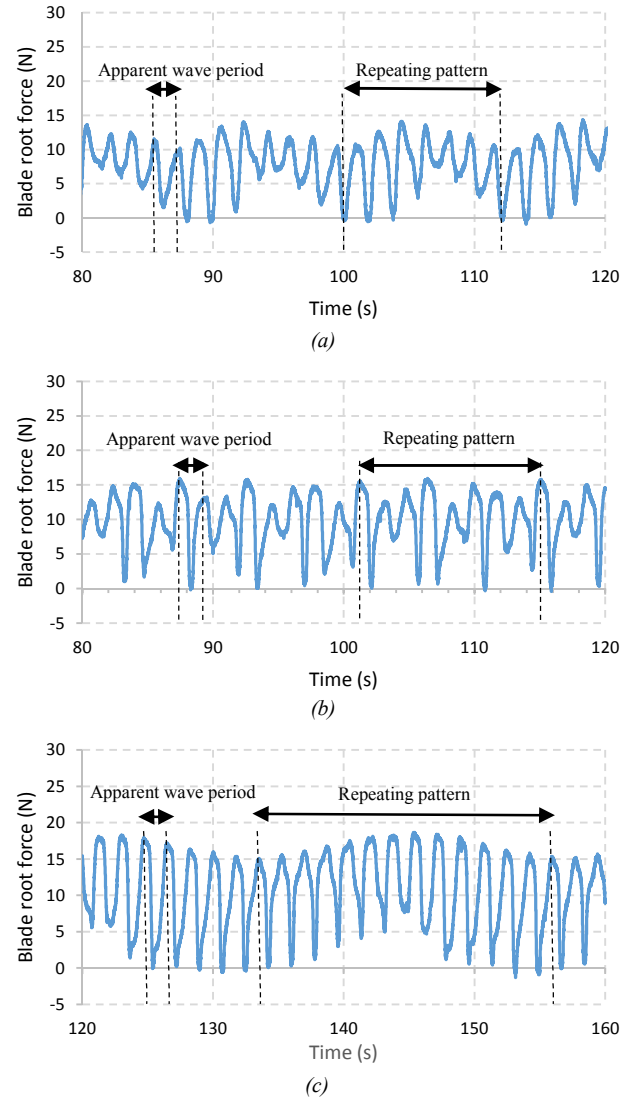 30
Apparent wave period
Repeating pattern
25
20
15
10
5
0
-5
Blade root force (N)
80
90
100
110
120
Time (s)
(a)
30
Apparent wave period
Repeating pattern
25
20
15
10
5
0
-5
Blade root force (N)
80
90
100
110
120
Time (s)
(b)
30
Apparent wave period
Repeating pattern
25
20
15
10
5
0
-5
Blade root force (N)
120
130
140
150
160
Time (s)
(c)